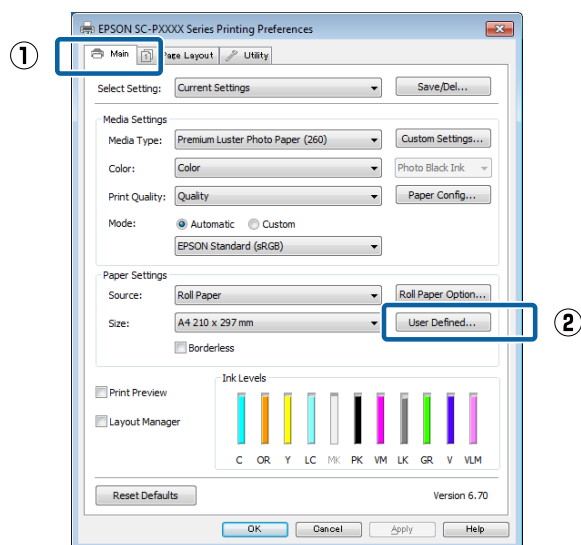 EPSON SC-PXXXX Series Printing Preferences
①
Main Page Layout Utility
Select Setting: Current Settings Save/Del...
Media Settings
Media Type: Premium Luster Photo Paper (260) Custom Settings...
Color: Color Photo Black Ink
Print Quality: Quality Paper Config...
Mode: Automatic Custom
EPSON Standard (sRGB)
Paper Settings
Source: Roll Paper Roll Paper Option...
Size: A4 210 x 297 mm User Defined...
②
Borderless
Ink Levels
Print Preview
Layout Manager
C OR Y LC MK PK VM LK GR V VLM
Reset Defaults Version 6.70
OK Cancel Apply Help